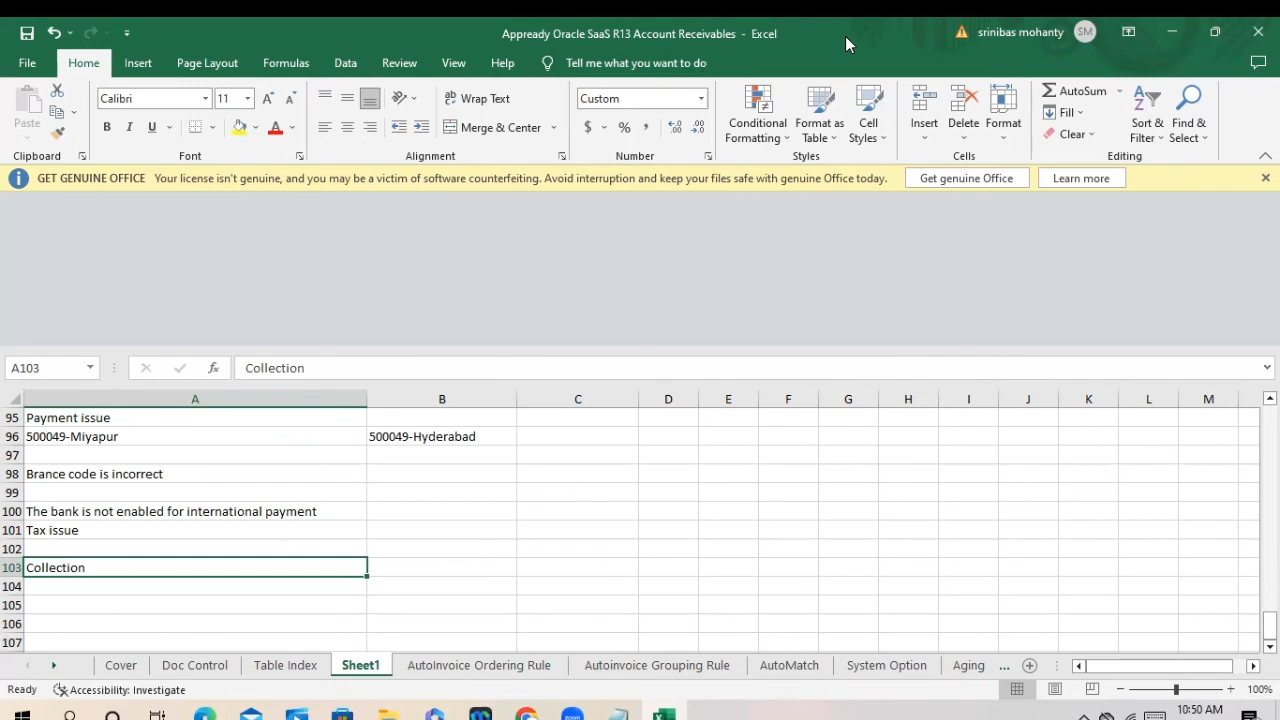 Appready Oracle SaaS R13 Account Receivables - Excel
srinibas mohanty SM
File Home Insert Page Layout Formulas Data Review View Help Tell me what you want to do
Paste
Calibri 11
Wrap Text
Merge & Center
Custom
Conditional Formatting
Format as Table
Cell Styles
Insert
Delete
Format
AutoSum
Fill
Clear
Sort & Filter
Find & Select
Clipboard Font Alignment Number Styles Cells Editing
GET GENUINE OFFICE Your license isn't genuine, and you may be a victim of software counterfeiting. Avoid interruption and keep your files safe with genuine Office today. Get genuine Office Learn more
A103 fx Collection
A B C D E F G H I J K L M
95 Payment issue
96 500049-Miyapur 500049-Hyderabad
97
98 Brance code is incorrect
99
100 The bank is not enabled for international payment
101 Tax issue
102
103 Collection
104
105
106
107
Cover Doc Control Table Index Sheet1 AutoInvoice Ordering Rule Autoinvoice Grouping Rule AutoMatch System Option Aging ...
Ready Accessibility: Investigate 100%
10:50 AM